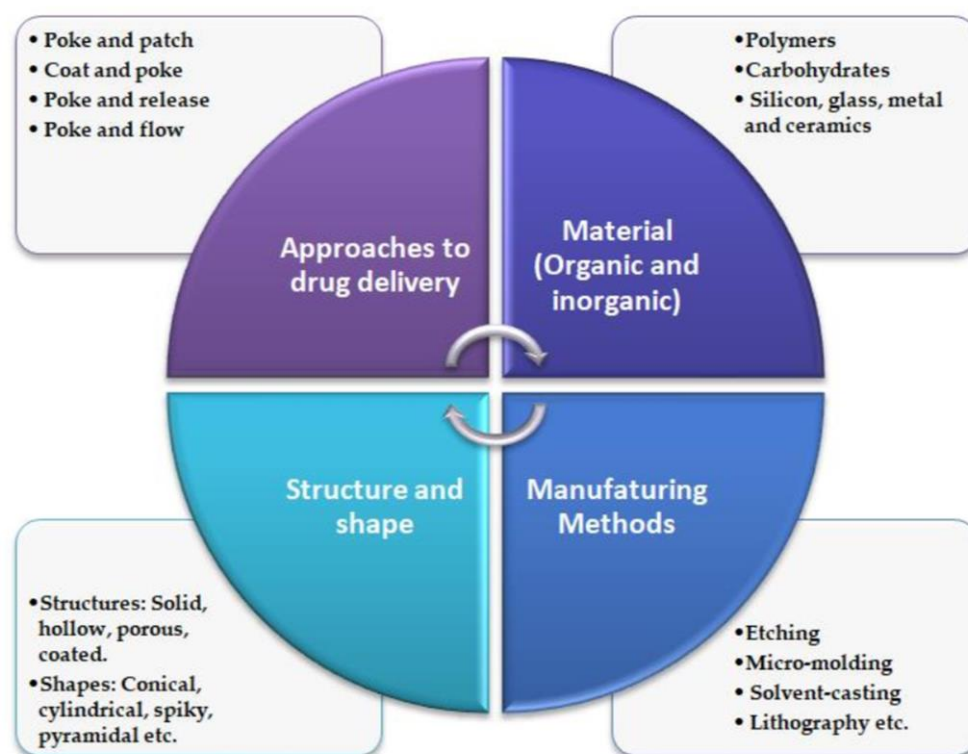 • Poke and patch
• Coat and poke
• Poke and release
• Poke and flow
•Polymers
•Carbohydrates
• Silicon, glass, metal
and ceramics
Approaches to
drug delivery
Material
(Organic and
inorganic)
Structure and
shape
Manufaturing
Methods
•Structures: Solid,
hollow, porous,
coated.
•Shapes: Conical,
cylindrical, spiky,
pyramidal etc.
•Etching
•Micro-molding
• Solvent-casting
• Lithography etc.